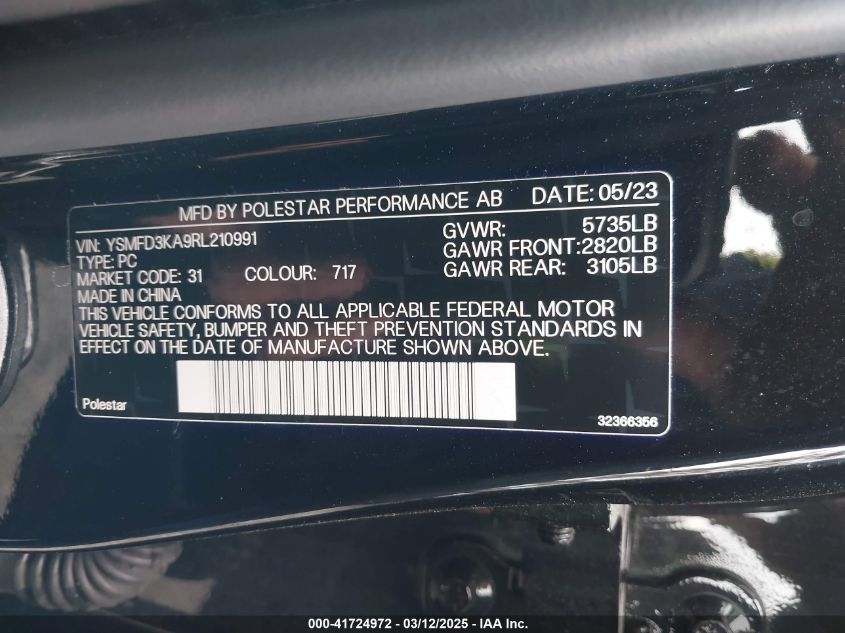 MFD BY POLESTAR PERFORMANCE AB DATE: 05/23
VIN: YSMFD3KA9RL210991 GVWR: 5735LB
TYPE: PC GAWR FRONT:2820LB
MARKET CODE: 31 COLOUR: 717 GAWR REAR: 3105LB
MADE IN CHINA
THIS VEHICLE CONFORMS TO ALL APPLICABLE FEDERAL MOTOR
VEHICLE SAFETY, BUMPER AND THEFT PREVENTION STANDARDS IN
EFFECT ON THE DATE OF MANUFACTURE SHOWN ABOVE.
Polestar 32366356
000-41724972 - 03/12/2025 - IAA Inc.